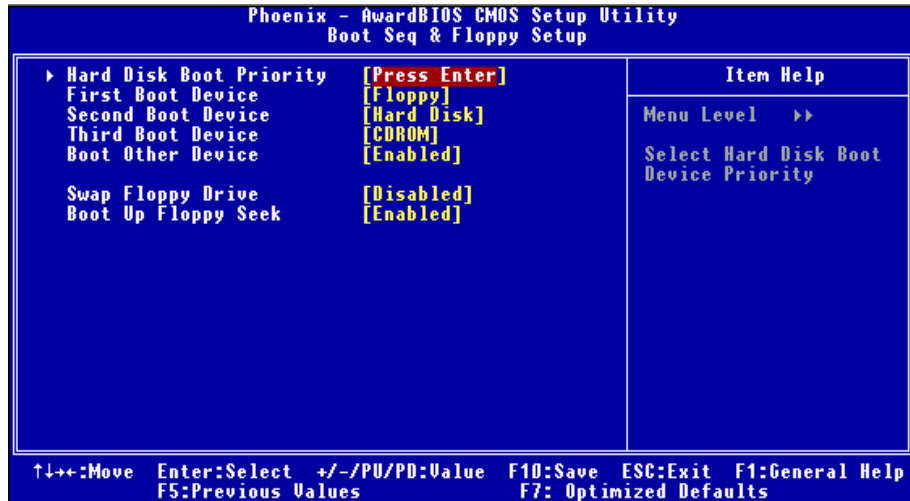 Phoenix - AwardBIOS CMOS Setup Utility
Boot Seq & Floppy Setup
▶ Hard Disk Boot Priority [Press Enter]
First Boot Device [Floppy]
Second Boot Device [Hard Disk]
Third Boot Device [CDROM]
Boot Other Device [Enabled]
Swap Floppy Drive [Disabled]
Boot Up Floppy Seek [Enabled]
Item Help
Menu Level ▶▶
Select Hard Disk Boot
Device Priority
↑↓→←:Move Enter:Select +/-/PU/PD:Value F10:Save ESC:Exit F1:General Help
F5:Previous Values F7: Optimized Defaults